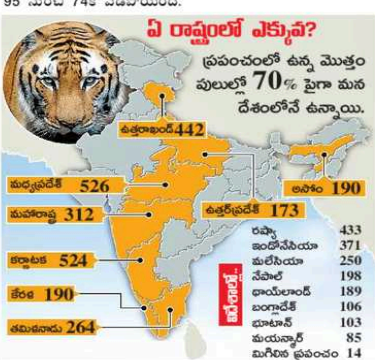 95 నుంచి 74కి పడిపోయింది.
ఏ రాష్ట్రంలో ఎక్కువ?
ప్రపంచంలో ఉన్న మొత్తం
పులుల్లో 70% పైగా మన
దేశంలోనే ఉన్నాయి.
ఉత్తరాఖండ్ 442
మధ్యప్రదేశ్ 526
అసోం 190
మహారాష్ట్ర 312
ఉత్తర్‌ప్రదేశ్ 173
కర్ణాటక 524
కేరళ 190
తమిళనాడు 264
విదేశాల్లో..
రష్యా 433
ఇండోనేసియా 371
మలేసియా 250
నేపాల్ 198
థాయ్‌లాండ్ 189
బంగ్లాదేశ్ 106
భూటాన్ 103
మయన్మార్ 85
మిగిలిన ప్రపంచం 14